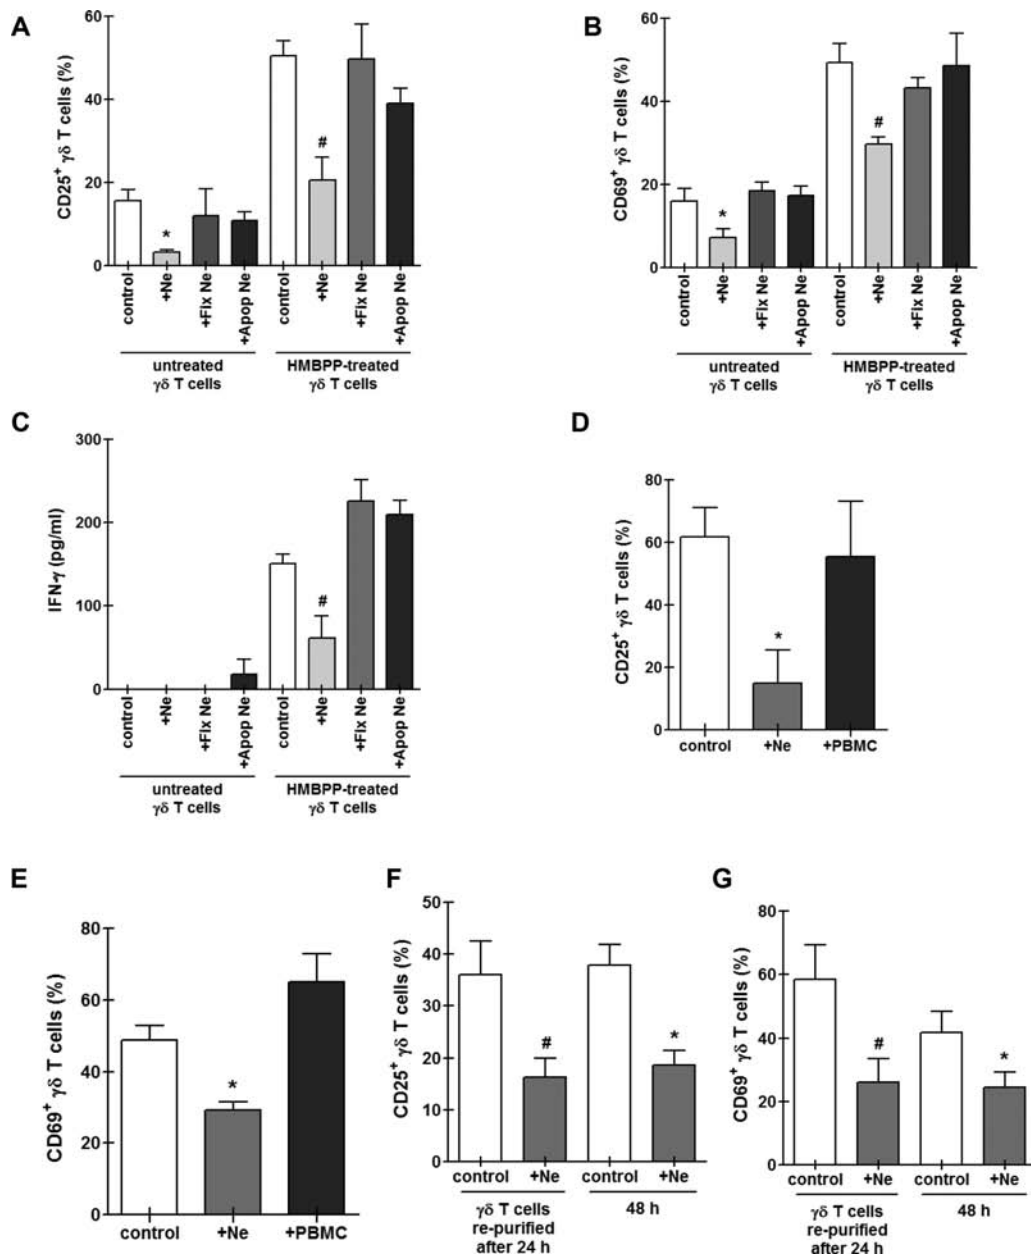 A
CD25+ γδ T cells (%)
60
40
20
0
*
#
control
+Ne
+Fix Ne
+Apop Ne
control
+Ne
+Fix Ne
+Apop Ne
untreated
γδ T cells
HMBPP-treated
γδ T cells
B
CD69+ γδ T cells (%)
60
40
20
0
*
#
control
+Ne
+Fix Ne
+Apop Ne
control
+Ne
+Fix Ne
+Apop Ne
untreated
γδ T cells
HMBPP-treated
γδ T cells
C
IFN-γ (pg/ml)
300
200
100
0
#
control
+Ne
+Fix Ne
+Apop Ne
control
+Ne
+Fix Ne
+Apop Ne
untreated
γδ T cells
HMBPP-treated
γδ T cells
D
CD25+ γδ T cells (%)
80
60
40
20
0
*
control
+Ne
+PBMC
E
CD69+ γδ T cells (%)
80
60
40
20
0
*
control
+Ne
+PBMC
F
CD25+ γδ T cells (%)
50
40
30
20
10
0
#
*
control
+Ne
control
+Ne
γδ T cells
re-purified
after 24 h
48 h
G
CD69+ γδ T cells (%)
80
60
40
20
0
#
*
control
+Ne
control
+Ne
γδ T cells
re-purified
after 24 h
48 h